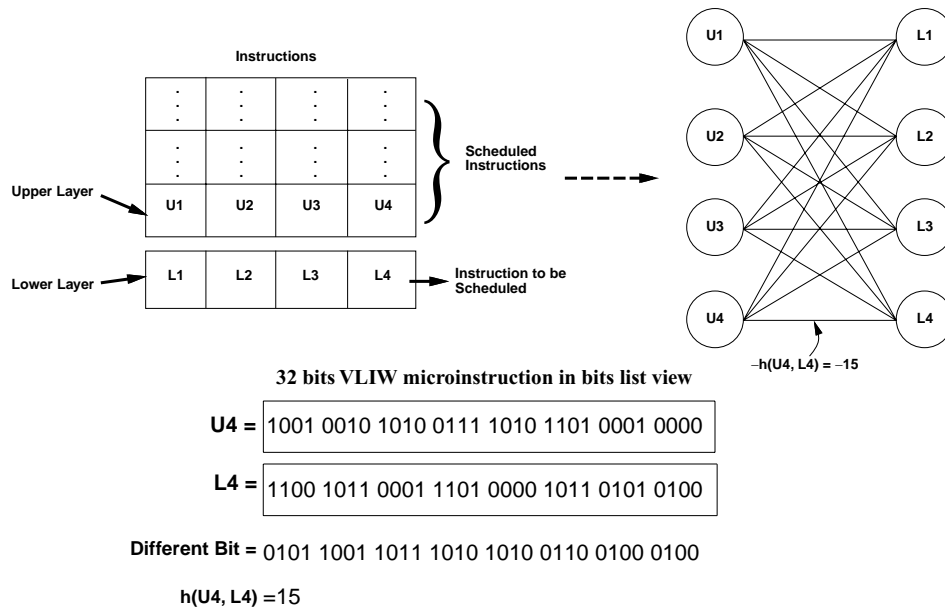 Instructions
Upper Layer
U1 U2 U3 U4
Scheduled
Instructions
Lower Layer
L1 L2 L3 L4
Instruction to be
Scheduled
U1 L1
U2 L2
U3 L3
U4 L4
–h(U4, L4) = –15
32 bits VLIW microinstruction in bits list view
U4 = 1001 0010 1010 0111 1010 1101 0001 0000
L4 = 1100 1011 0001 1101 0000 1011 0101 0100
Different Bit = 0101 1001 1011 1010 1010 0110 0100 0100
h(U4, L4) =15